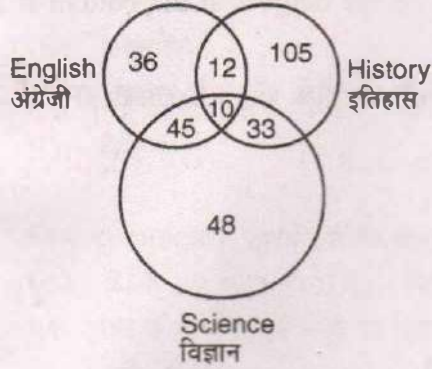 36
12
105
English
अंग्रेजी
History
इतिहास
10
45
33
48
Science
विज्ञान